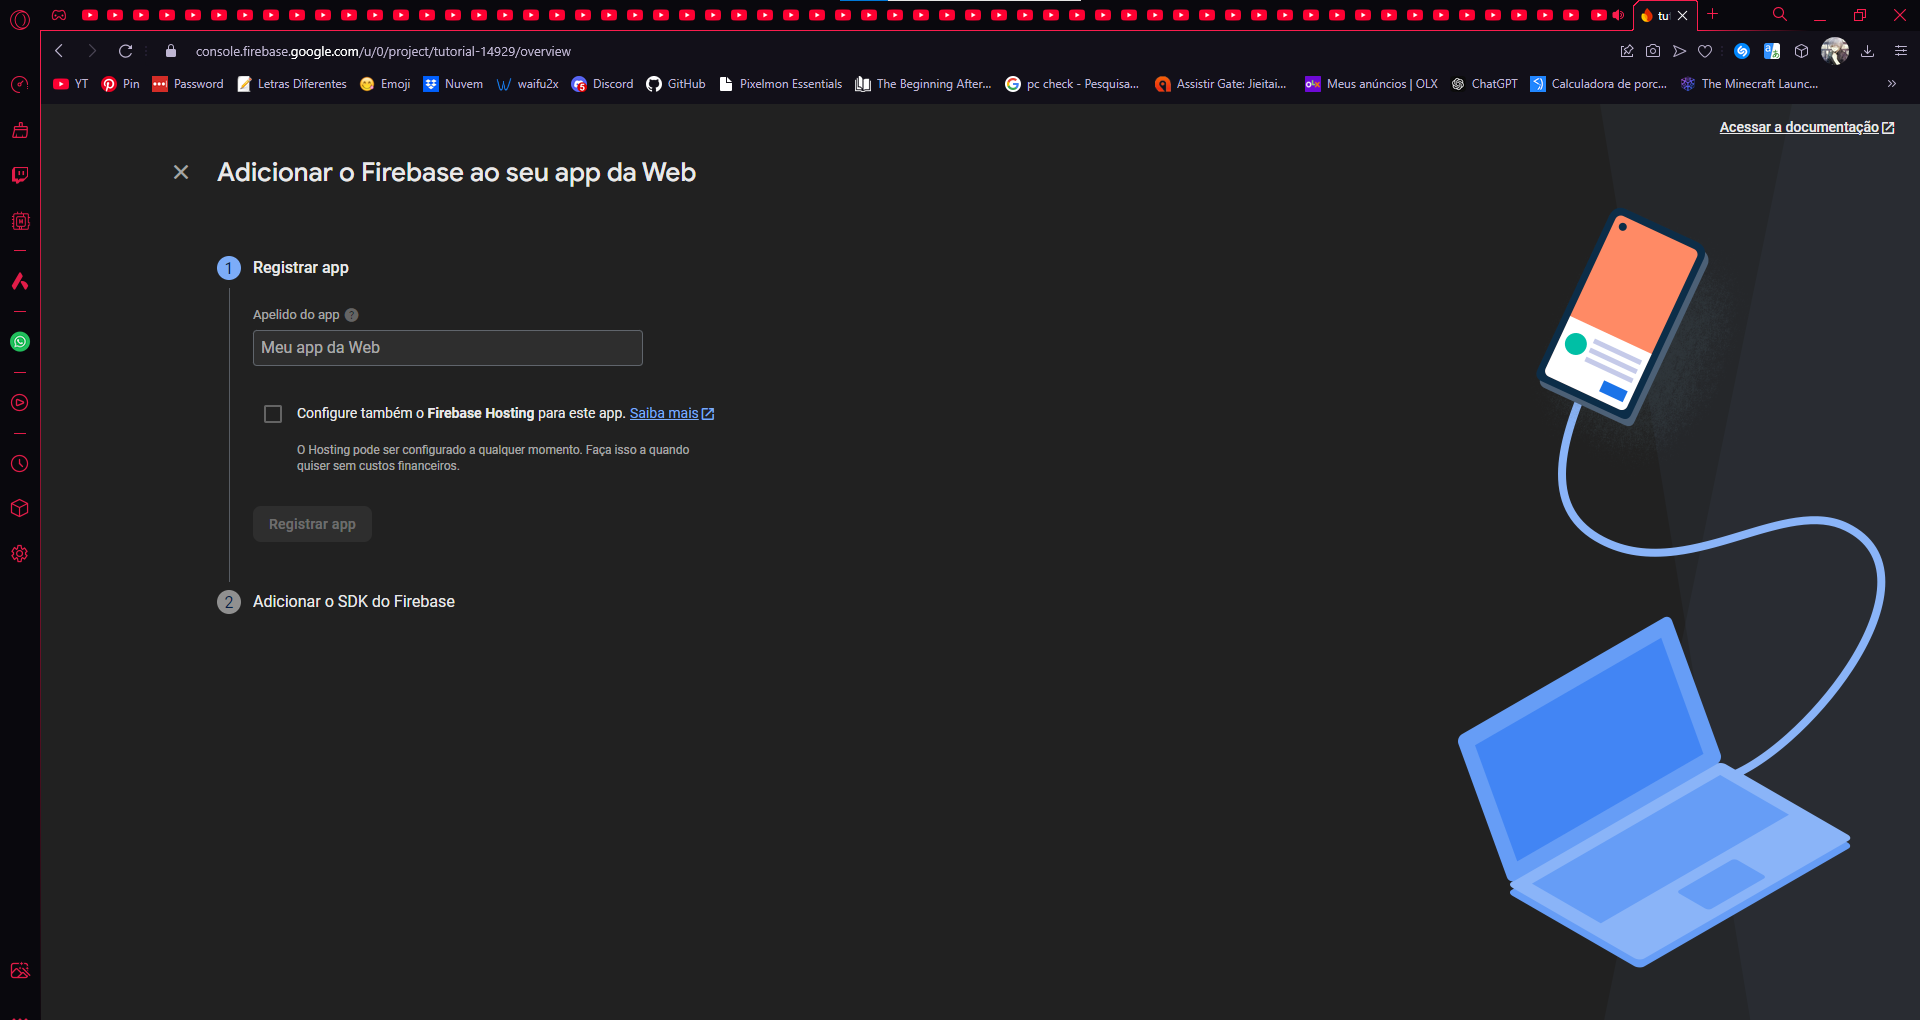 tu
console.firebase.google.com/u/0/project/tutorial-14929/overview
YT Pin Password Letras Diferentes Emoji Nuvem waifu2x Discord GitHub Pixelmon Essentials The Beginning After... pc check - Pesquisa... Assistir Gate: Jieitai... Meus anúncios | OLX ChatGPT Calculadora de porc... The Minecraft Launc... »
Acessar a documentação
Adicionar o Firebase ao seu app da Web
1 Registrar app
Apelido do app ?
Meu app da Web
Configure também o Firebase Hosting para este app. Saiba mais
O Hosting pode ser configurado a qualquer momento. Faça isso a quando
quiser sem custos financeiros.
Registrar app
2 Adicionar o SDK do Firebase